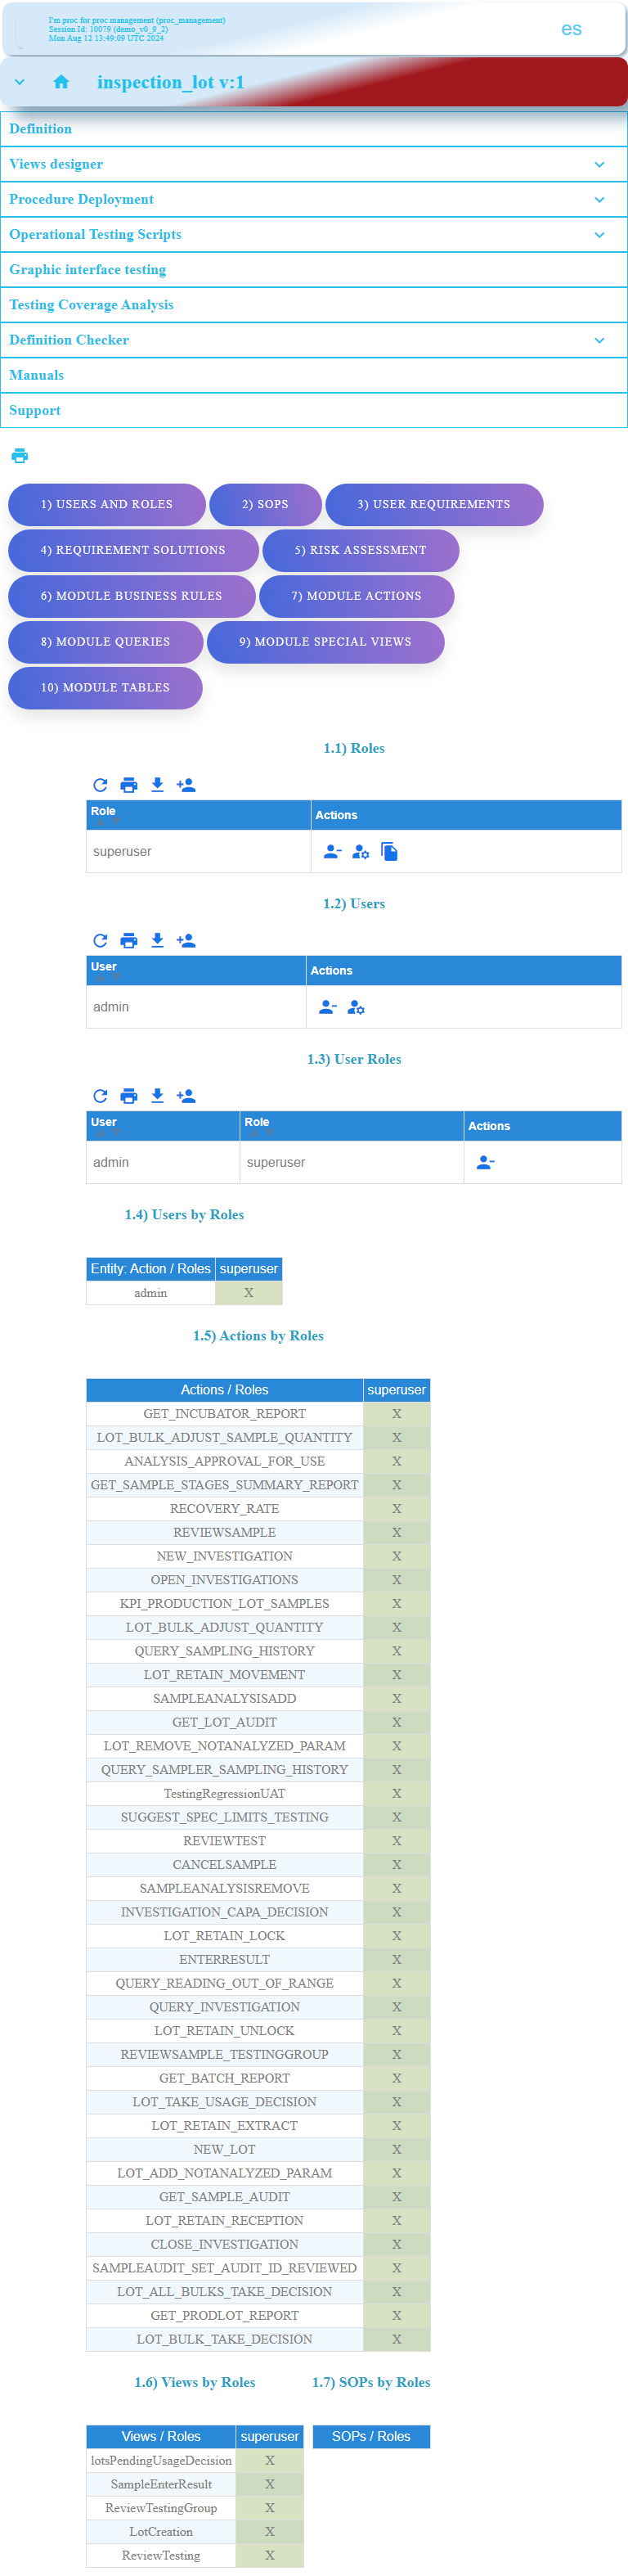 I'm proc for proc management (proc_management)
Session Id: 10079 (demo_v0_9_2)
Mon Aug 12 13:49:09 UTC 2024
es
inspection_lot v:1
Definition
Views designer
Procedure Deployment
Operational Testing Scripts
Graphic interface testing
Testing Coverage Analysis
Definition Checker
Manuals
Support
1) USERS AND ROLES 2) SOPS 3) USER REQUIREMENTS
4) REQUIREMENT SOLUTIONS 5) RISK ASSESSMENT
6) MODULE BUSINESS RULES 7) MODULE ACTIONS
8) MODULE QUERIES 9) MODULE SPECIAL VIEWS
10) MODULE TABLES
1.1) Roles
Role Actions
superuser
1.2) Users
User Actions
admin
1.3) User Roles
User Role Actions
admin superuser
1.4) Users by Roles
Entity: Action / Roles superuser
admin X
1.5) Actions by Roles
Actions / Roles superuser
GET_INCUBATOR_REPORT X
LOT_BULK_ADJUST_SAMPLE_QUANTITY X
ANALYSIS_APPROVAL_FOR_USE X
GET_SAMPLE_STAGES_SUMMARY_REPORT X
RECOVERY_RATE X
REVIEWSAMPLE X
NEW_INVESTIGATION X
OPEN_INVESTIGATIONS X
KPI_PRODUCTION_LOT_SAMPLES X
LOT_BULK_ADJUST_QUANTITY X
QUERY_SAMPLING_HISTORY X
LOT_RETAIN_MOVEMENT X
SAMPLEANALYSISADD X
GET_LOT_AUDIT X
LOT_REMOVE_NOTANALYZED_PARAM X
QUERY_SAMPLER_SAMPLING_HISTORY X
TestingRegressionUAT X
SUGGEST_SPEC_LIMITS_TESTING X
REVIEWTEST X
CANCELSAMPLE X
SAMPLEANALYSISREMOVE X
INVESTIGATION_CAPA_DECISION X
LOT_RETAIN_LOCK X
ENTERRESULT X
QUERY_READING_OUT_OF_RANGE X
QUERY_INVESTIGATION X
LOT_RETAIN_UNLOCK X
REVIEWSAMPLE_TESTINGGROUP X
GET_BATCH_REPORT X
LOT_TAKE_USAGE_DECISION X
LOT_RETAIN_EXTRACT X
NEW_LOT X
LOT_ADD_NOTANALYZED_PARAM X
GET_SAMPLE_AUDIT X
LOT_RETAIN_RECEPTION X
CLOSE_INVESTIGATION X
SAMPLEAUDIT_SET_AUDIT_ID_REVIEWED X
LOT_ALL_BULKS_TAKE_DECISION X
GET_PRODLOT_REPORT X
LOT_BULK_TAKE_DECISION X
1.6) Views by Roles 1.7) SOPs by Roles
Views / Roles superuser SOPs / Roles
lotsPendingUsageDecision X
SampleEnterResult X
ReviewTestingGroup X
LotCreation X
ReviewTesting X